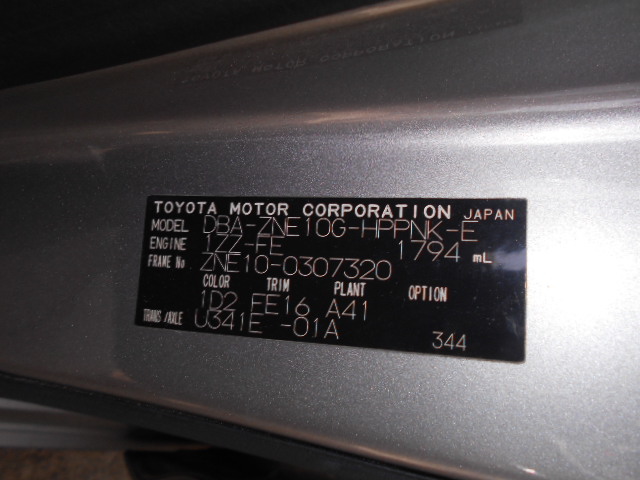 TOYOTA MOTOR CORPORATION JAPAN
MODEL DBA-ZNE10G-HPPNK-E
ENGINE 1ZZ-FE 1794 mL
FRAME No ZNE10-0307320
COLOR TRIM PLANT OPTION
1D2 FE16 A41
TRANS/AXLE U341E -01A
344